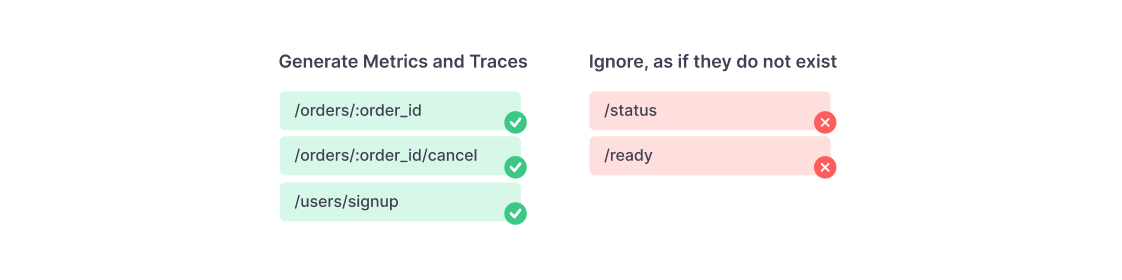 Generate Metrics and Traces
/orders/:order_id
/orders/:order_id/cancel
/users/signup
Ignore, as if they do not exist
/status
/ready